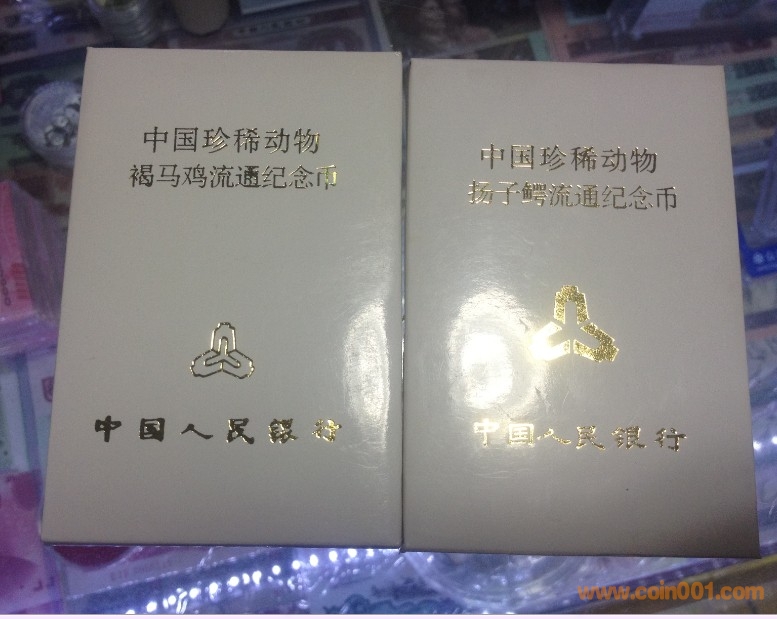 中国珍稀动物
褐马鸡流通纪念币
中国人民银行
中国珍稀动物
扬子鳄流通纪念币
中国人民银行
www.coin001.com